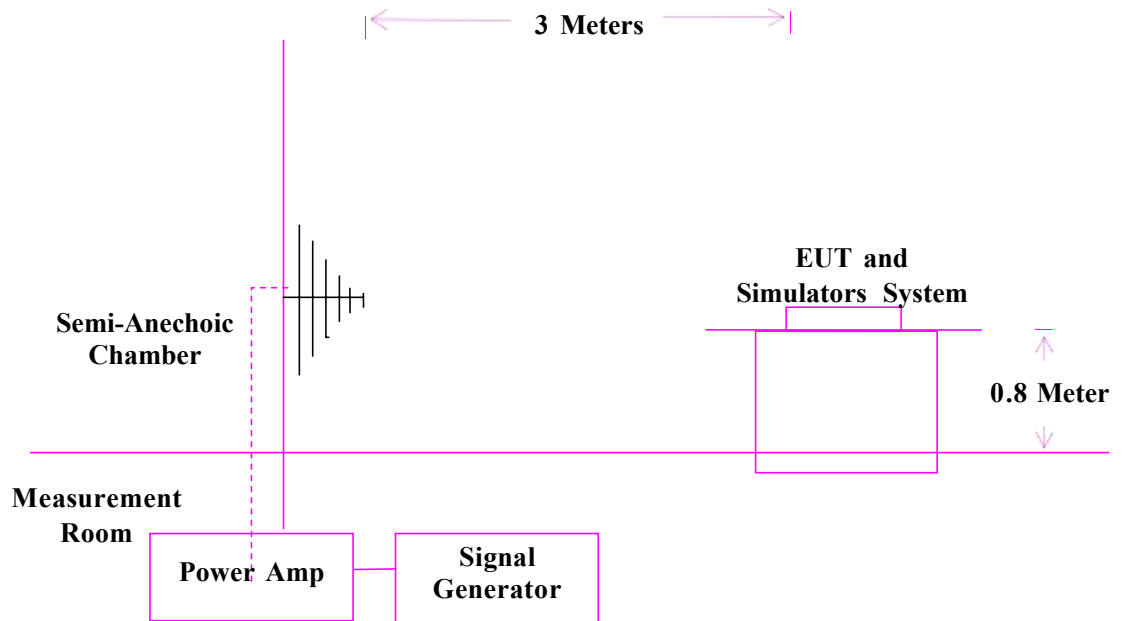 3 Meters
EUT and
Simulators System
Semi-Anechoic
Chamber
0.8 Meter
Measurement
Room
Power Amp
Signal
Generator